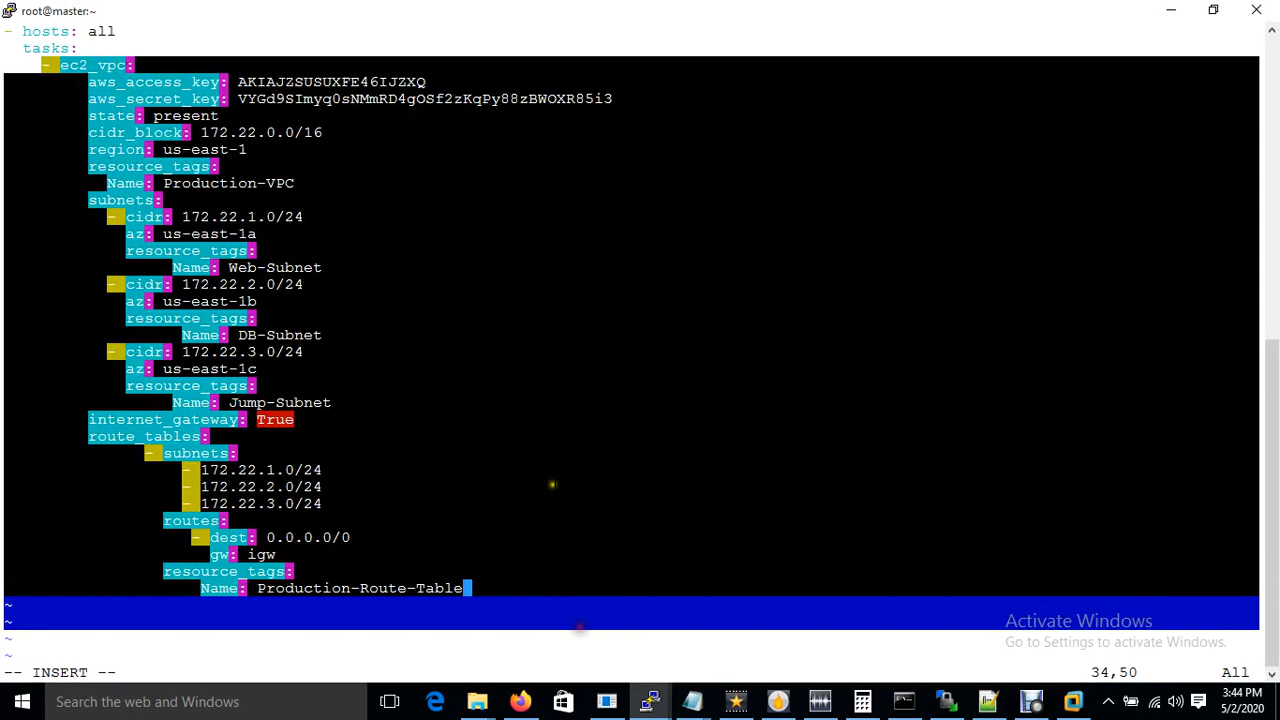 root@master:~
- hosts: all
tasks:
- ec2_vpc:
aws_access_key: AKIAJZSUSUXFE46IJZXQ
aws_secret_key: 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
state: present
cidr_block: 172.22.0.0/16
region: us-east-1
resource_tags:
Name: Production-VPC
subnets:
- cidr: 172.22.1.0/24
az: us-east-1a
resource_tags:
Name: Web-Subnet
- cidr: 172.22.2.0/24
az: us-east-1b
resource_tags:
Name: DB-Subnet
- cidr: 172.22.3.0/24
az: us-east-1c
resource_tags:
Name: Jump-Subnet
internet_gateway: True
route_tables:
- subnets:
- 172.22.1.0/24
- 172.22.2.0/24
- 172.22.3.0/24
routes:
- dest: 0.0.0.0/0
gw: igw
resource_tags:
Name: Production-Route-Table
~
~
~
~
Activate Windows
Go to Settings to activate Windows.
-- INSERT -- 34,50 All
Search the web and Windows
3:44 PM
5/2/2020